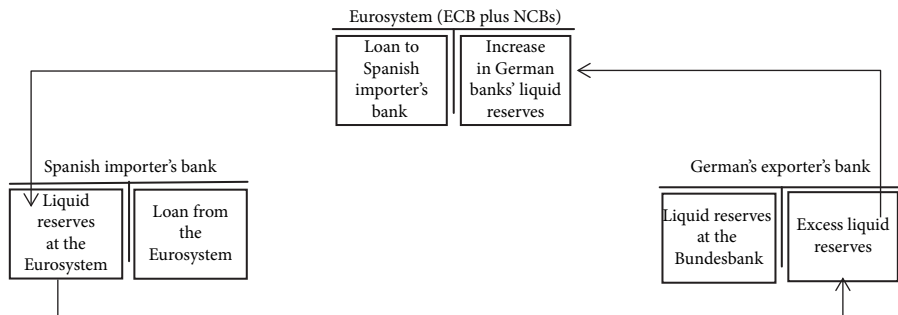 Eurosystem (ECB plus NCBs)
Loan to
Spanish
importer's
bank
Increase
in German
banks' liquid
reserves
Spanish importer's bank
Liquid
reserves
at the
Eurosystem
Loan from
the
Eurosystem
German's exporter's bank
Liquid reserves
at the
Bundesbank
Excess liquid
reserves